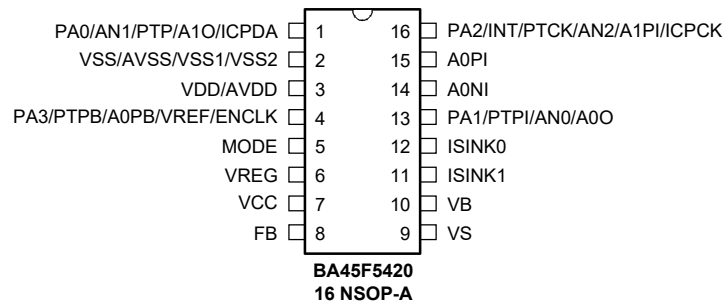 PA0/AN1/PTP/A1O/ICPDA 1 16 PA2/INT/PTCK/AN2/A1PI/ICPCK
VSS/AVSS/VSS1/VSS2 2 15 A0PI
VDD/AVDD 3 14 A0NI
PA3/PTPB/A0PB/VREF/ENCLK 4 13 PA1/PTPI/AN0/A0O
MODE 5 12 ISINK0
VREG 6 11 ISINK1
VCC 7 10 VB
FB 8 9 VS
BA45F5420
16 NSOP-A